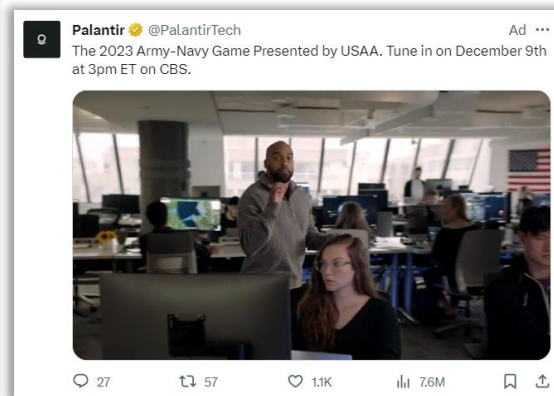 Palantir @PalantirTech Ad
The 2023 Army-Navy Game Presented by USAA. Tune in on December 9th
at 3pm ET on CBS.
27 57 1.1K 7.6M